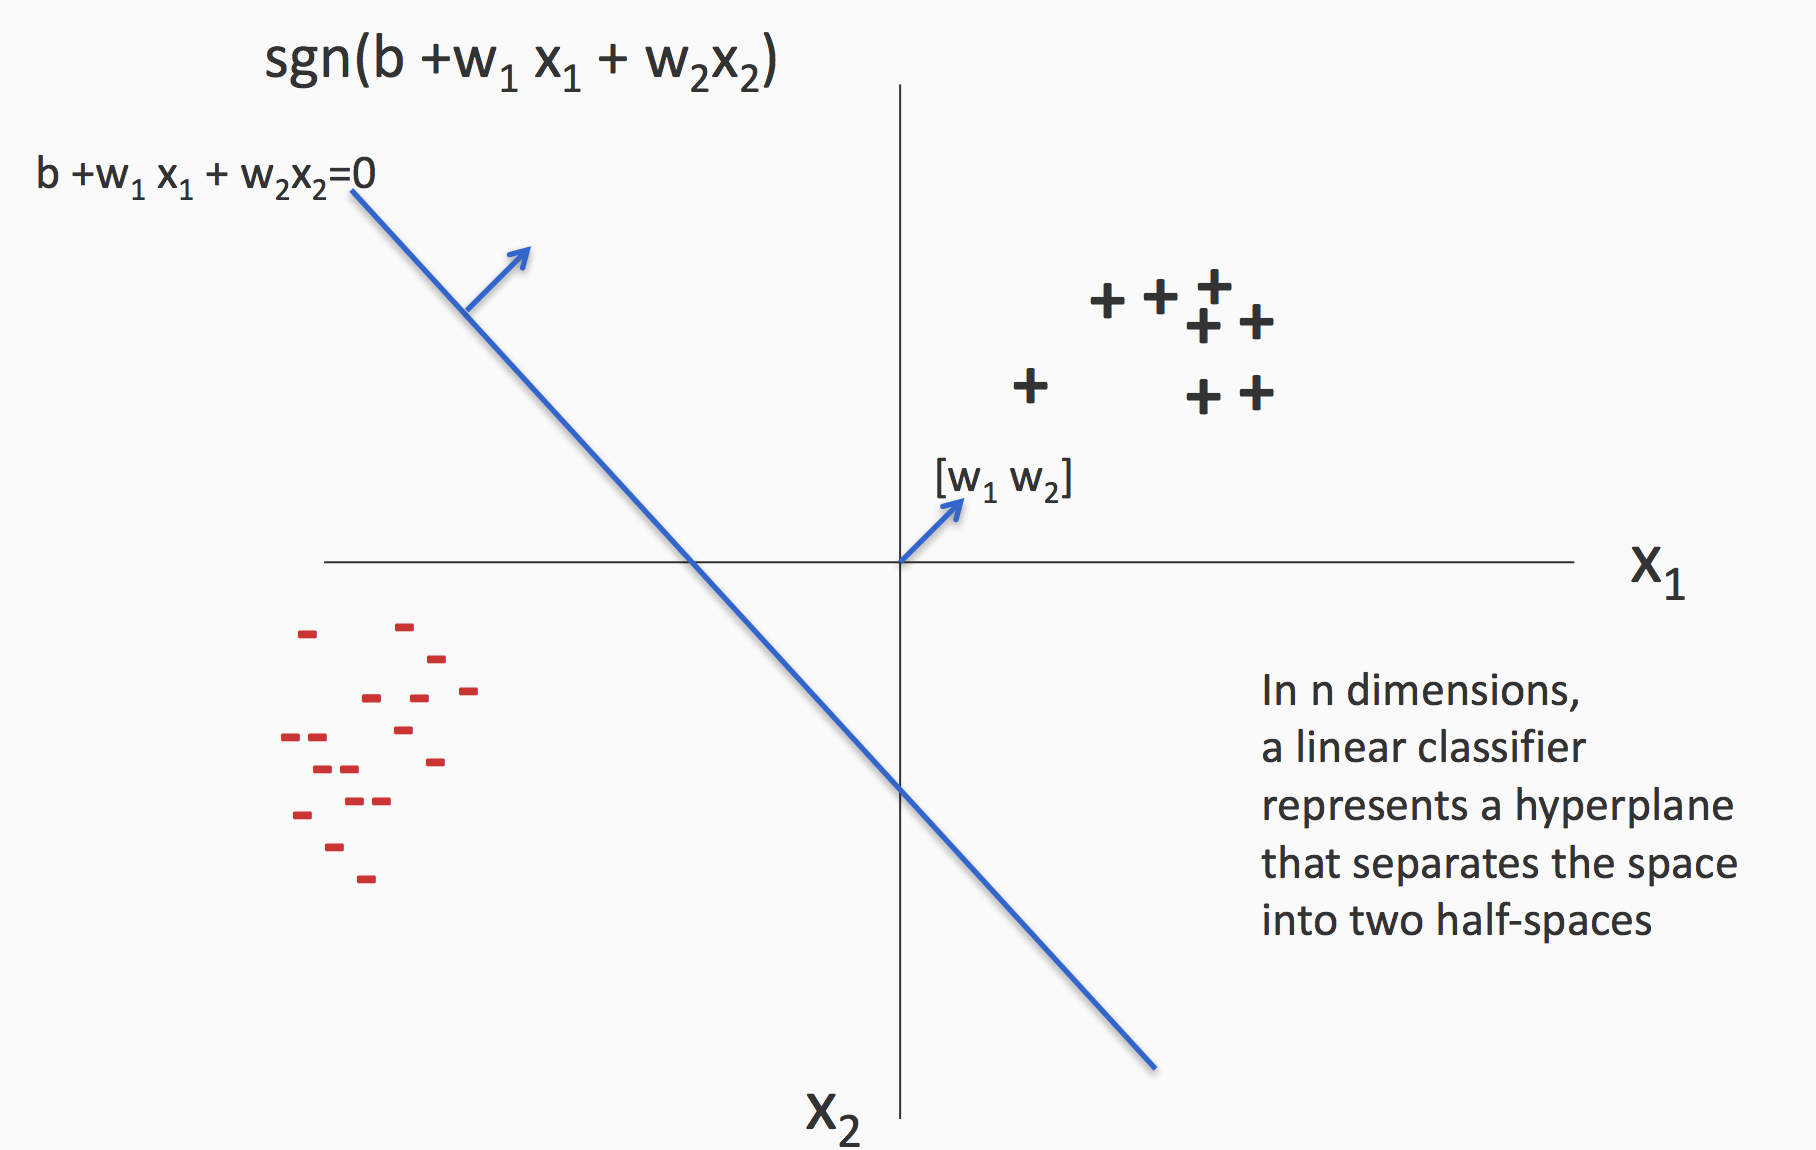 sgn(b +w₁ x₁ + w₂x₂)
b +w₁ x₁ + w₂x₂=0
[w₁ w₂]
x₁
In n dimensions,
a linear classifier
represents a hyperplane
that separates the space
into two half-spaces
x₂